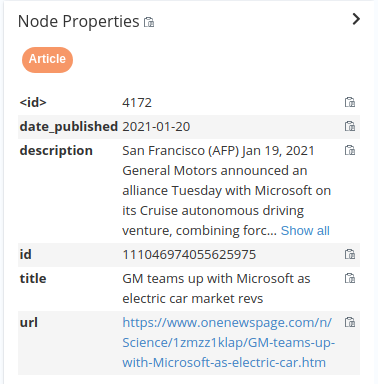 Node Properties
Article
<id> 4172
date_published 2021-01-20
description San Francisco (AFP) Jan 19, 2021
General Motors announced an
alliance Tuesday with Microsoft on
its Cruise autonomous driving
venture, combining forc... Show all
id 111046974055625975
title GM teams up with Microsoft as
electric car market revs
url https://www.onenewspage.com/n/
Science/1zmzz1klap/GM-teams-up-
with-Microsoft-as-electric-car.htm